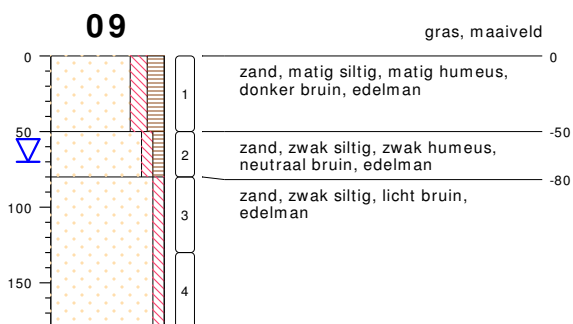 09
gras, maaiveld
0
0
zand, matig siltig, matig humeus,
donker bruin, edelman
1
50
-50
zand, zwak siltig, zwak humeus,
neutraal bruin, edelman
2
-80
zand, zwak siltig, licht bruin,
edelman
3
100
150
4